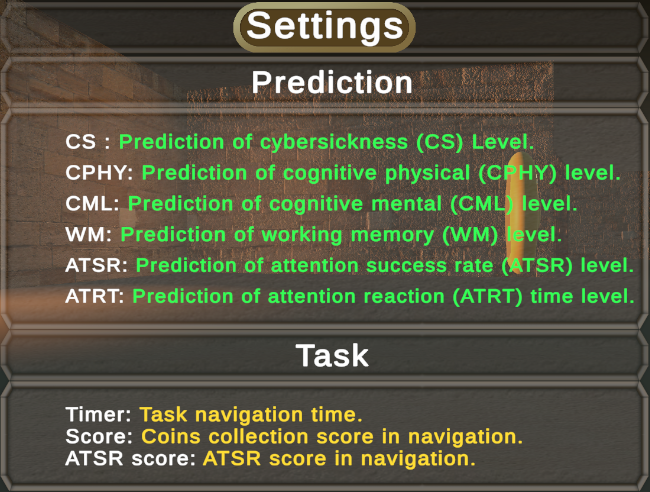 Settings
Prediction
CS : Prediction of cybersickness (CS) Level.
CPHY: Prediction of cognitive physical (CPHY) level.
CML: Prediction of cognitive mental (CML) level.
WM: Prediction of working memory (WM) level.
ATSR: Prediction of attention success rate (ATSR) level.
ATRT: Prediction of attention reaction (ATRT) time level.
Task
Timer: Task navigation time.
Score: Coins collection score in navigation.
ATSR score: ATSR score in navigation.